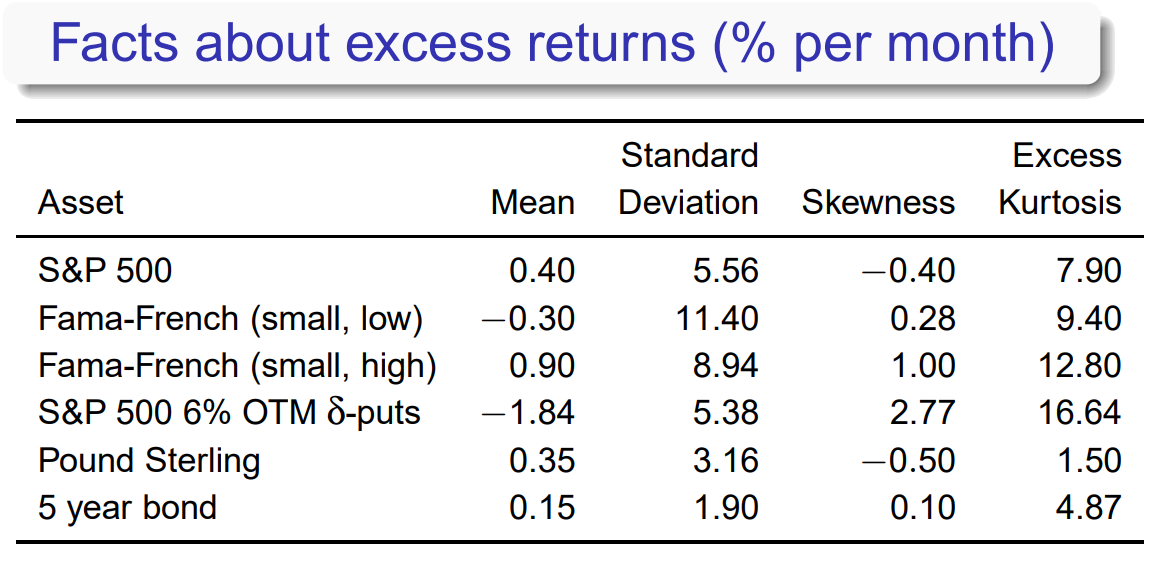 Facts about excess returns (% per month)
Standard Excess
Asset Mean Deviation Skewness Kurtosis
S&P 500 0.40 5.56 −0.40 7.90
Fama-French (small, low) −0.30 11.40 0.28 9.40
Fama-French (small, high) 0.90 8.94 1.00 12.80
S&P 500 6% OTM δ-puts −1.84 5.38 2.77 16.64
Pound Sterling 0.35 3.16 −0.50 1.50
5 year bond 0.15 1.90 0.10 4.87